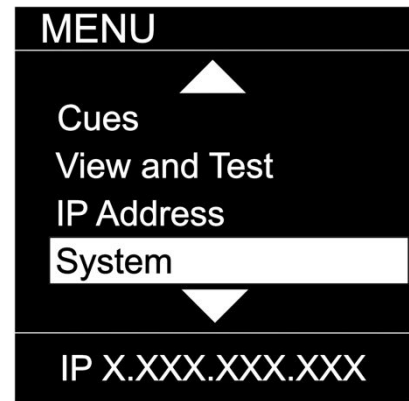 MENU
Cues
View and Test
IP Address
System
IP X.XXX.XXX.XXX